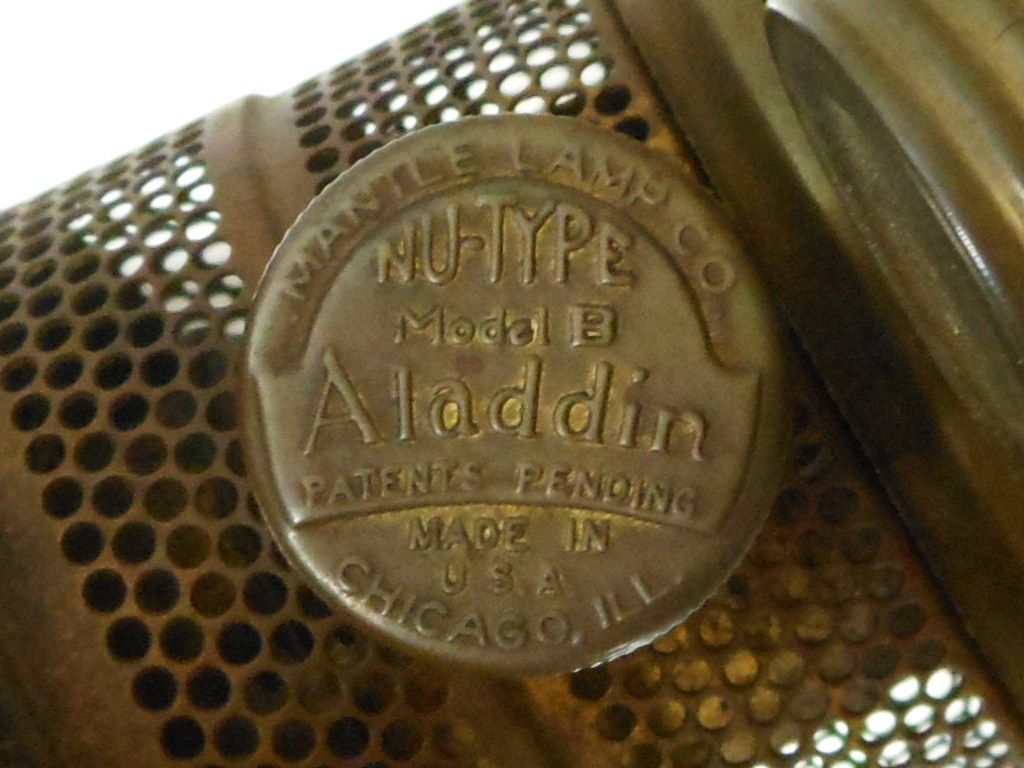 MANTLE LAMP CO.
NU-TYPE
Model B
Aladdin
PATENTS PENDING
MADE IN
U S A
CHICAGO, ILL.